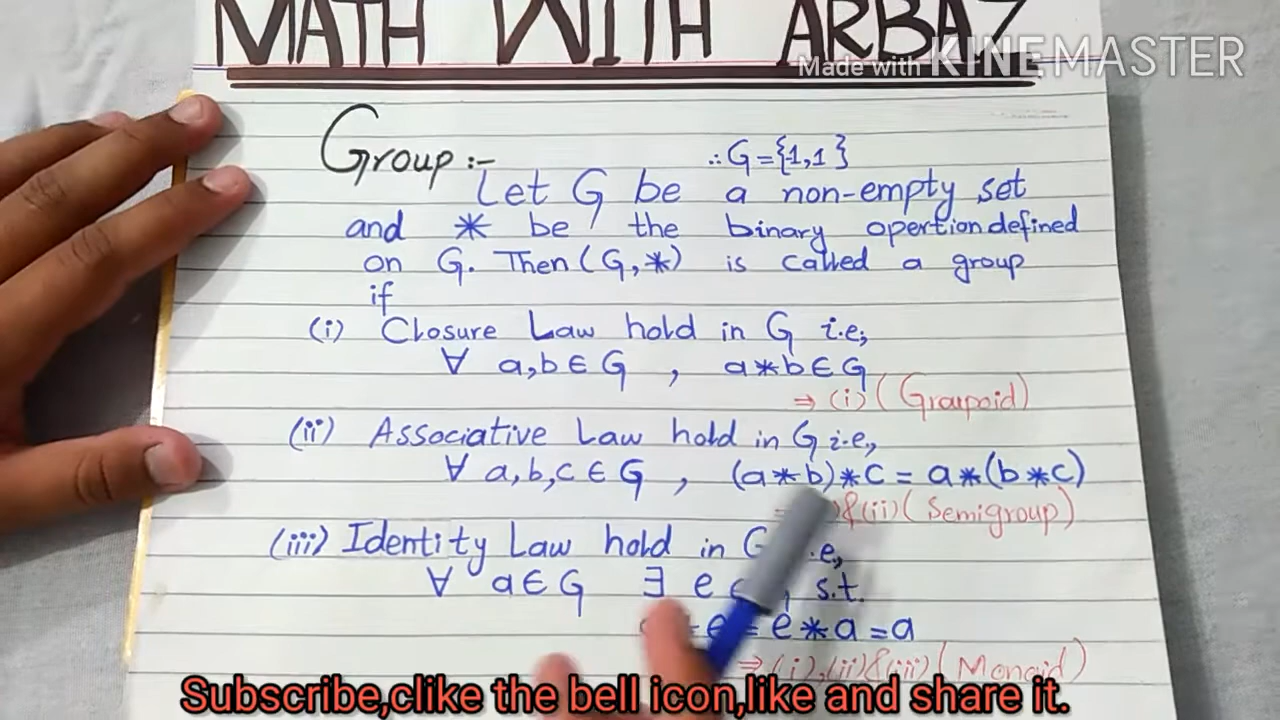 MATH WITH ARBAZ
Made with KINEMASTER
Group :-
∴ G = {1,1}
Let G be a non-empty set
and * be the binary opertion defined
on G. Then (G,*) is called a group
if
(i) Closure Law hold in G i.e;
∀ a,b ∈ G , a*b ∈ G
⇒ (i) (Groupoid)
(ii) Associative Law hold in G i.e,,
∀ a,b,c ∈ G , (a*b)*c = a*(b*c)
&(ii) (Semigroup)
(iii) Identity Law hold in G .e,,
∀ a ∈ G ∃ e s.t.
e = e*a = a
⇒ (i),(ii)&(iii) (Monoid)
Subscribe,clike the bell icon,like and share it.